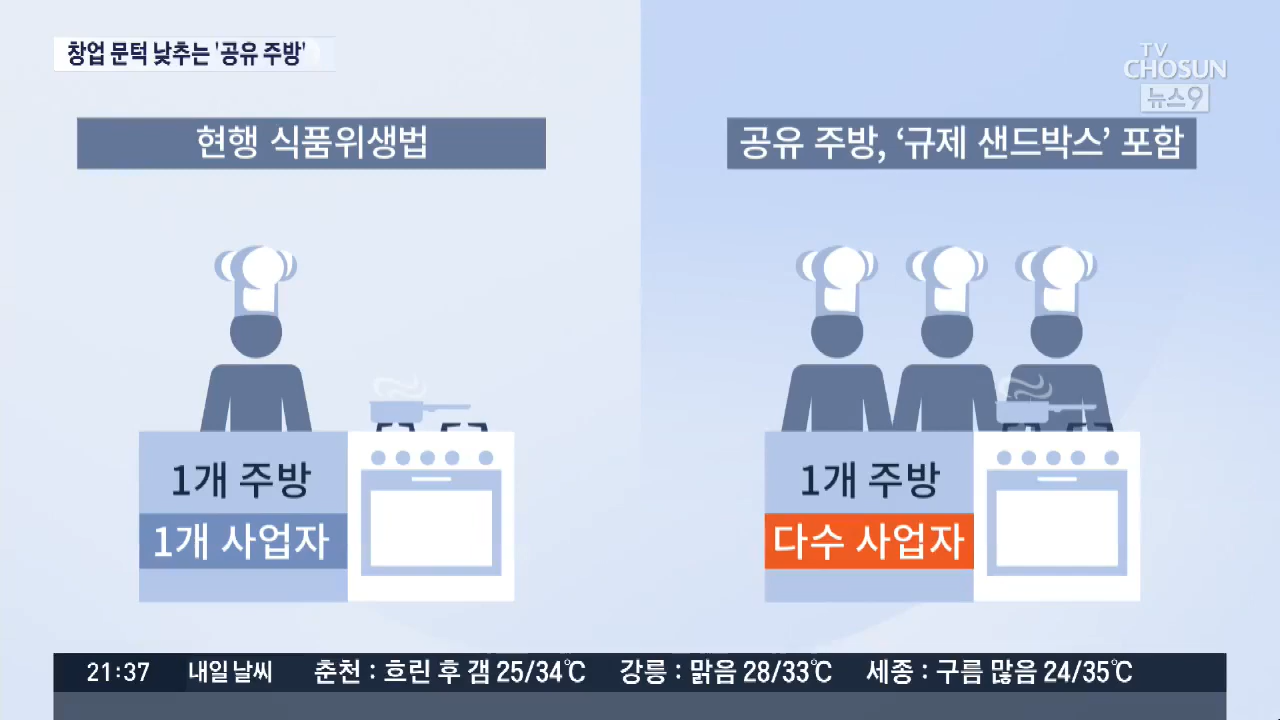 창업 문턱 낮추는 '공유 주방'
TV
CHOSUN
뉴스9
현행 식품위생법
공유 주방, ‘규제 샌드박스’ 포함
1개 주방
1개 사업자
1개 주방
다수 사업자
21:37 내일 날씨 춘천 : 흐린 후 갬 25/34℃ 강릉 : 맑음 28/33℃ 세종 : 구름 많음 24/35℃